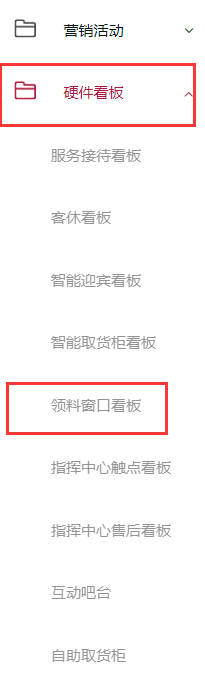 营销活动
硬件看板
服务接待看板
客休看板
智能迎宾看板
智能取货柜看板
领料窗口看板
指挥中心触点看板
指挥中心售后看板
互动吧台
自助取货柜